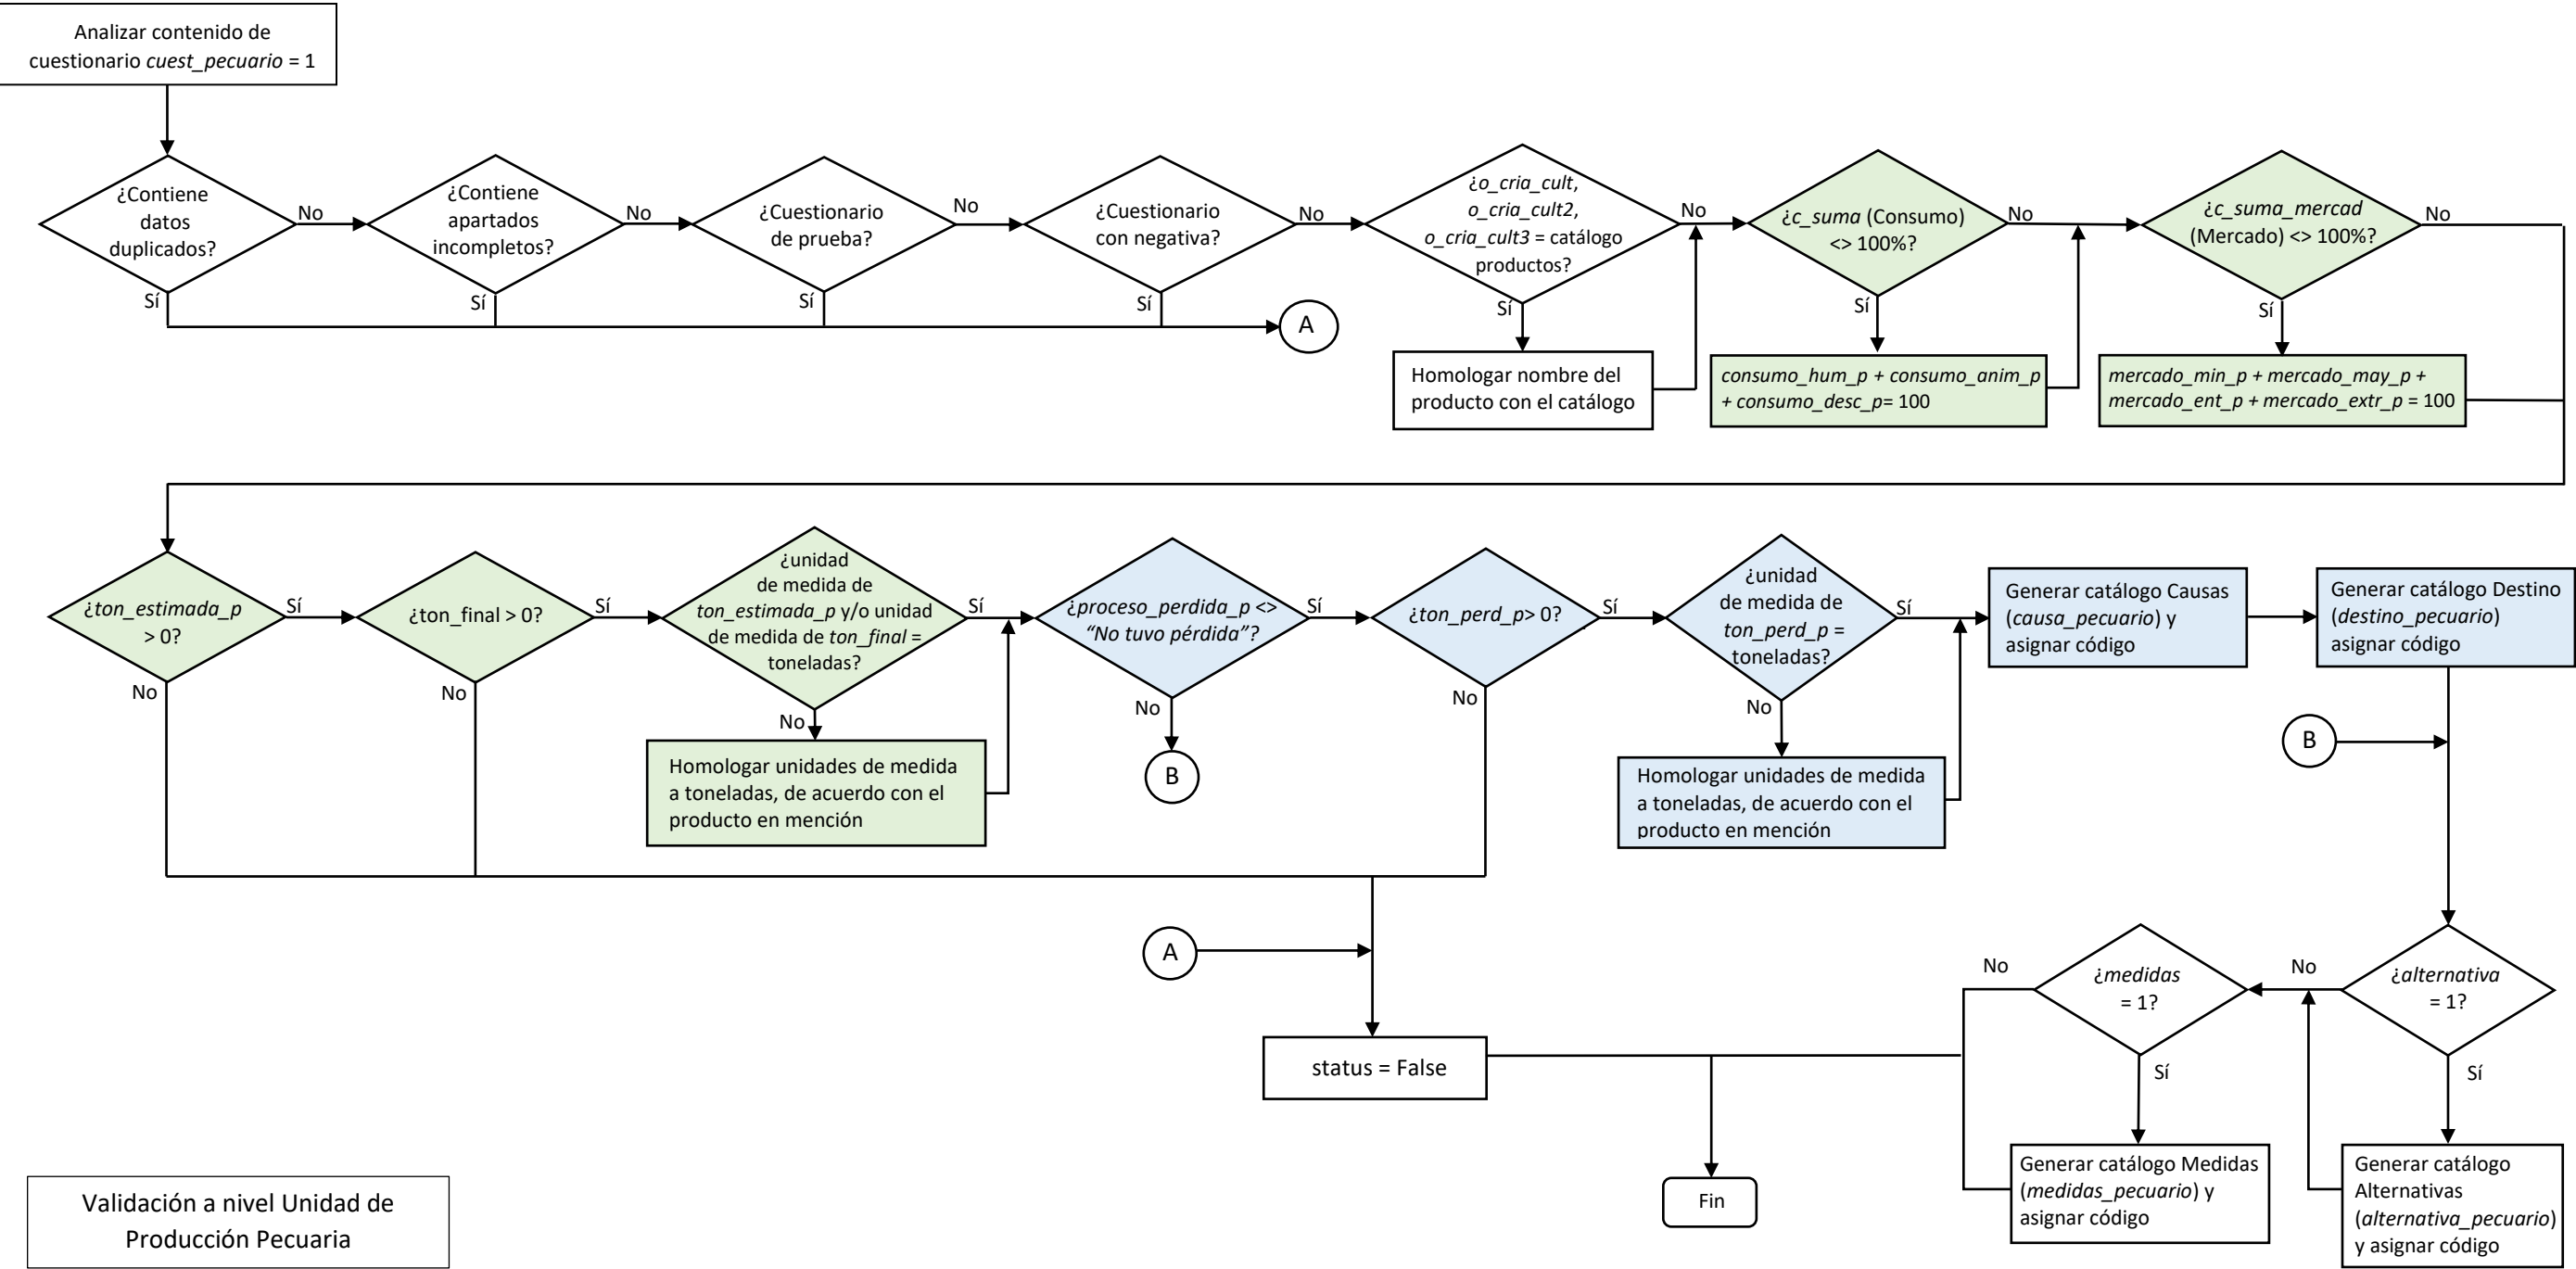 Analizar contenido de
cuestionario cuest_pecuario = 1
¿Contiene
datos
duplicados?
No
Sí
¿Contiene
apartados
incompletos?
No
Sí
¿Cuestionario
de prueba?
No
Sí
¿Cuestionario
con negativa?
No
Sí
A
¿o_cria_cult,
o_cria_cult2,
o_cria_cult3 = catálogo
productos?
No
Sí
Homologar nombre del
producto con el catálogo
¿c_suma (Consumo)
<> 100%?
No
Sí
consumo_hum_p + consumo_anim_p
+ consumo_desc_p= 100
¿c_suma_mercad
(Mercado) <> 100%?
No
Sí
mercado_min_p + mercado_may_p +
mercado_ent_p + mercado_extr_p = 100
¿ton_estimada_p
> 0?
Sí
No
¿ton_final > 0?
Sí
No
¿unidad
de medida de
ton_estimada_p y/o unidad
de medida de ton_final =
toneladas?
Sí
No
Homologar unidades de medida
a toneladas, de acuerdo con el
producto en mención
¿proceso_perdida_p <>
“No tuvo pérdida”?
Sí
No
B
¿ton_perd_p> 0?
Sí
No
¿unidad
de medida de
ton_perd_p =
toneladas?
Sí
No
Homologar unidades de medida
a toneladas, de acuerdo con el
producto en mención
Generar catálogo Causas
(causa_pecuario) y
asignar código
Generar catálogo Destino
(destino_pecuario)
asignar código
B
A
¿alternativa
= 1?
No
Sí
Generar catálogo
Alternativas
(alternativa_pecuario)
y asignar código
¿medidas
= 1?
No
Sí
Generar catálogo Medidas
(medidas_pecuario) y
asignar código
status = False
Fin
Validación a nivel Unidad de
Producción Pecuaria